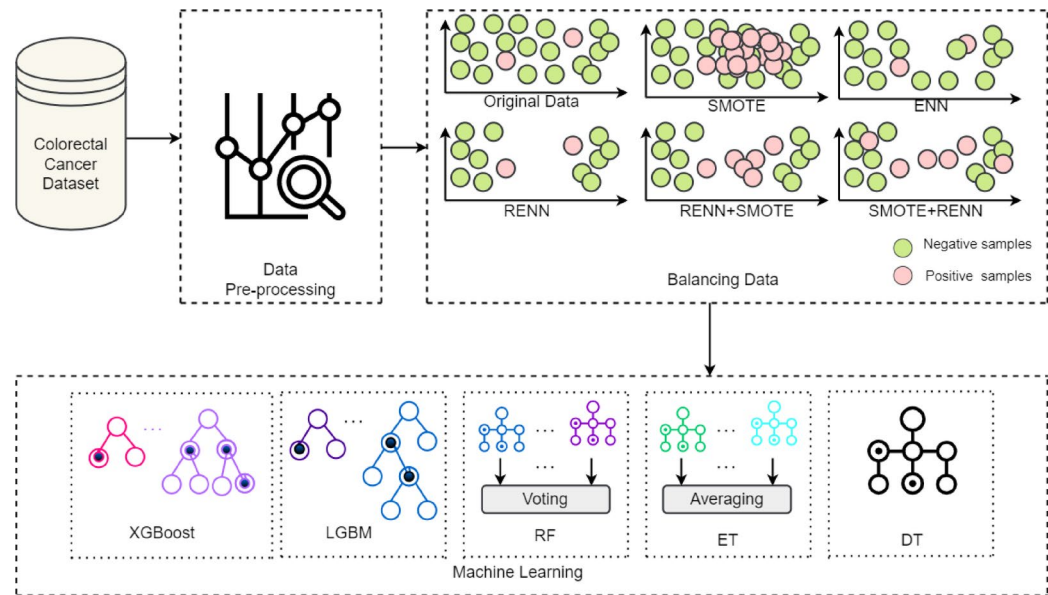 Colorectal
Cancer
Dataset
Data
Pre-processing
Original Data
SMOTE
ENN
RENN
RENN+SMOTE
SMOTE+RENN
Negative samples
Positive samples
Balancing Data
XGBoost
LGBM
Voting
RF
Averaging
ET
DT
Machine Learning